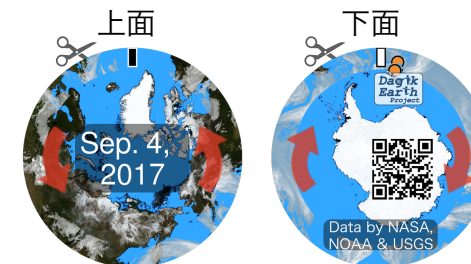 上面
下面
Sep. 4,
2017
Dagik
Earth
Project
Data by NASA,
NOAA & USGS